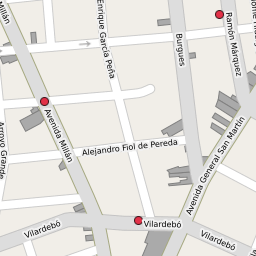 Millán
Enrique García Peña
Burgues
Ramón Márquez
Avenida Millán
Alejandro Fiol de Pereda
Arroyo Grande
Avenida General San Martín
Vilardebó
Vilardebó